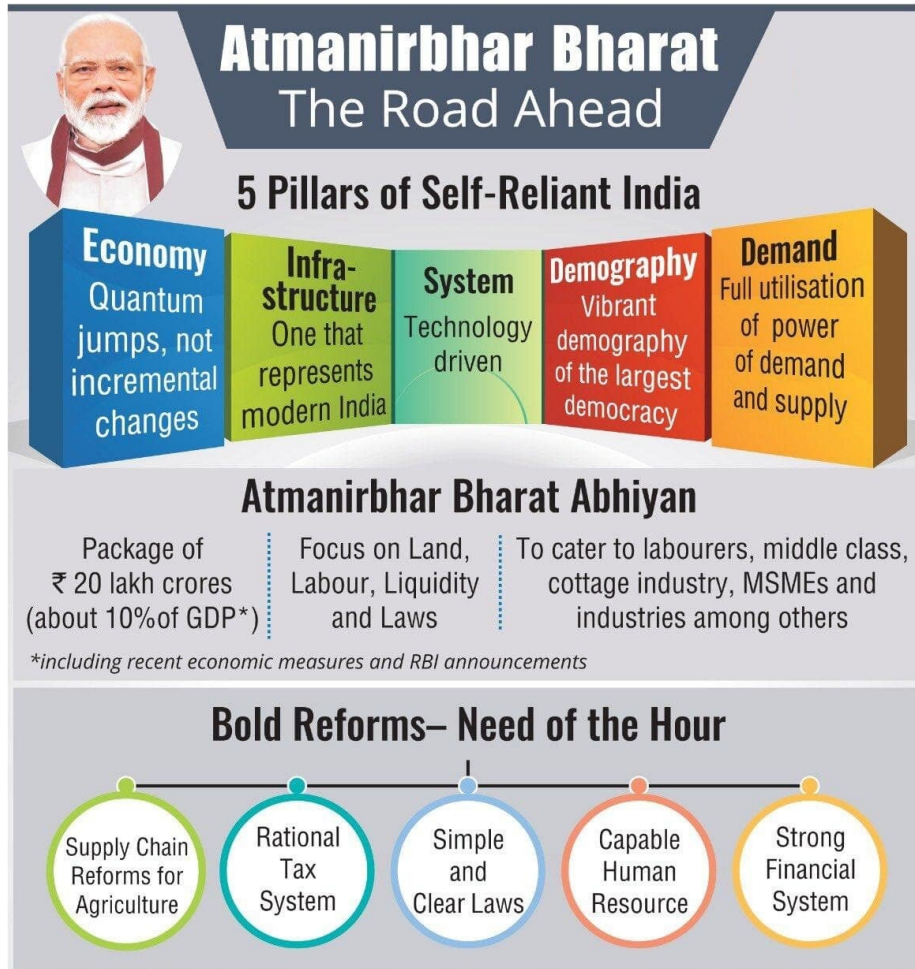 Atmanirbhar Bharat
The Road Ahead
5 Pillars of Self-Reliant India
Economy
Quantum
jumps, not
incremental
changes
Infra-
structure
One that
represents
modern India
System
Technology
driven
Demography
Vibrant
demography
of the largest
democracy
Demand
Full utilisation
of power
of demand
and supply
Atmanirbhar Bharat Abhiyan
Package of
₹ 20 lakh crores
(about 10%of GDP*)
Focus on Land,
Labour, Liquidity
and Laws
To cater to labourers, middle class,
cottage industry, MSMEs and
industries among others
*including recent economic measures and RBI announcements
Bold Reforms– Need of the Hour
Supply Chain
Reforms for
Agriculture
Rational
Tax
System
Simple
and
Clear Laws
Capable
Human
Resource
Strong
Financial
System